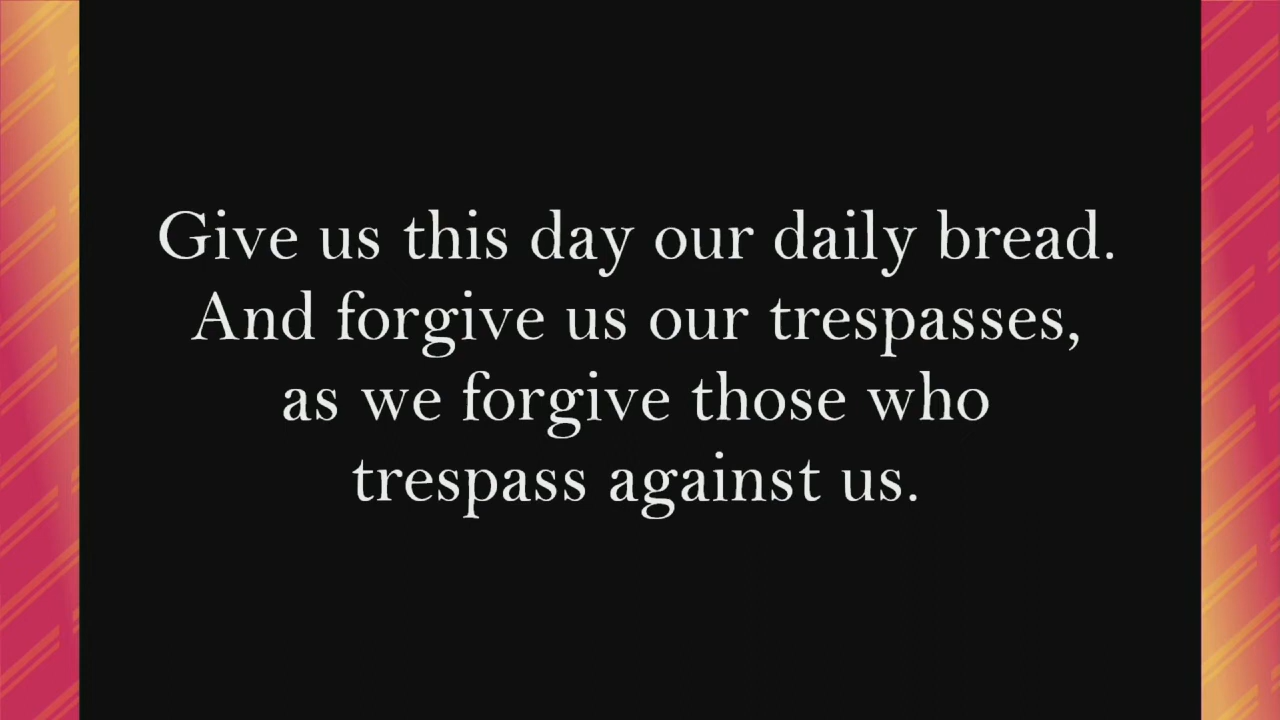 Give us this day our daily bread.
And forgive us our trespasses,
as we forgive those who
trespass against us.